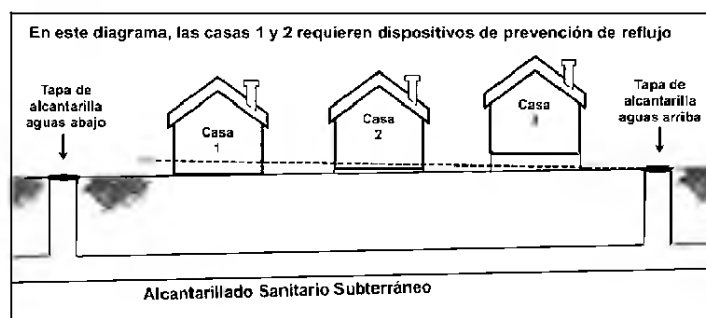 En este diagrama, las casas 1 y 2 requieren dispositivos de prevención de reflujo
Tapa de
alcantarilla
aguas abajo
Casa
1
Casa
2
Casa
Tapa de
alcantarilla
aguas arriba
Alcantarillado Sanitario Subterráneo